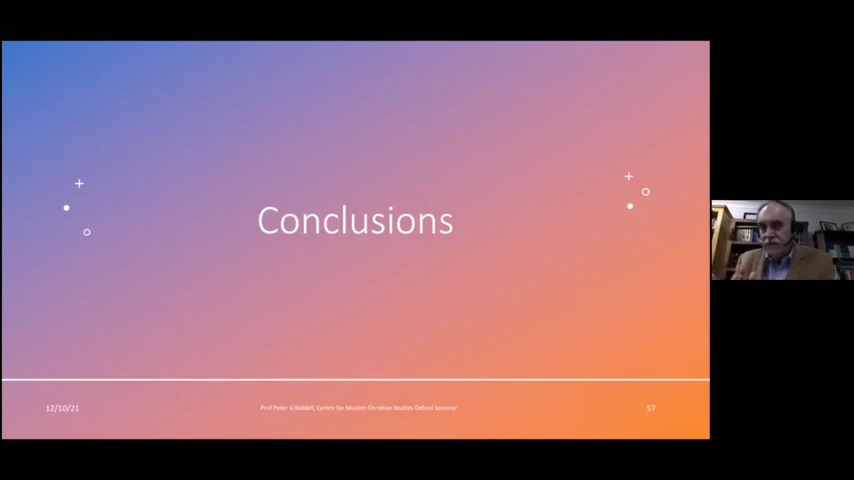 Conclusions
12/10/21
Prof Peter G Riddell, Centre for Muslim-Christian Studies Oxford Seminar
57